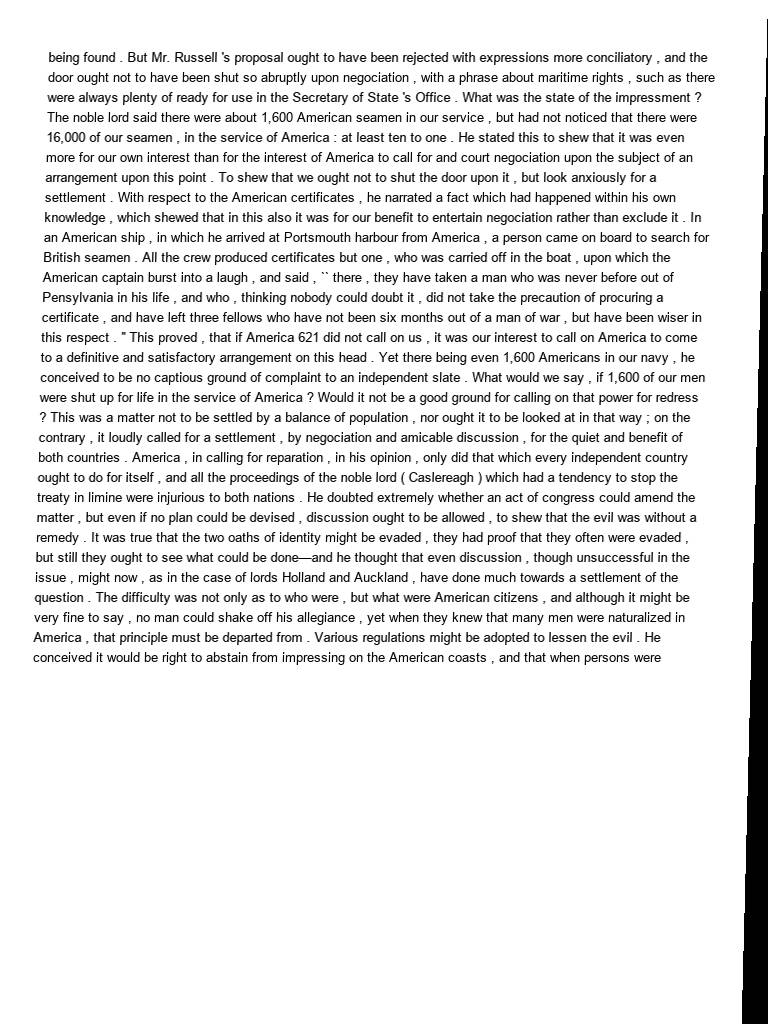 being found . But Mr. Russell 's proposal ought to have been rejected with expressions more conciliatory , and the
door ought not to have been shut so abruptly upon negociation , with a phrase about maritime rights , such as there
were always plenty of ready for use in the Secretary of State 's Office . What was the state of the impressment ?
The noble lord said there were about 1,600 American seamen in our service , but had not noticed that there were
16,000 of our seamen , in the service of America : at least ten to one . He stated this to shew that it was even
more for our own interest than for the interest of America to call for and court negociation upon the subject of an
arrangement upon this point . To shew that we ought not to shut the door upon it , but look anxiously for a
settlement . With respect to the American certificates , he narrated a fact which had happened within his own
knowledge , which shewed that in this also it was for our benefit to entertain negociation rather than exclude it . In
an American ship , in which he arrived at Portsmouth harbour from America , a person came on board to search for
British seamen . All the crew produced certificates but one , who was carried off in the boat , upon which the
American captain burst into a laugh , and said , `` there , they have taken a man who was never before out of
Pensylvania in his life , and who , thinking nobody could doubt it , did not take the precaution of procuring a
certificate , and have left three fellows who have not been six months out of a man of war , but have been wiser in
this respect . " This proved , that if America 621 did not call on us , it was our interest to call on America to come
to a definitive and satisfactory arrangement on this head . Yet there being even 1,600 Americans in our navy , he
conceived to be no captious ground of complaint to an independent slate . What would we say , if 1,600 of our men
were shut up for life in the service of America ? Would it not be a good ground for calling on that power for redress
? This was a matter not to be settled by a balance of population , nor ought it to be looked at in that way ; on the
contrary , it loudly called for a settlement , by negociation and amicable discussion , for the quiet and benefit of
both countries . America , in calling for reparation , in his opinion , only did that which every independent country
ought to do for itself , and all the proceedings of the noble lord ( Caslereagh ) which had a tendency to stop the
treaty in limine were injurious to both nations . He doubted extremely whether an act of congress could amend the
matter , but even if no plan could be devised , discussion ought to be allowed , to shew that the evil was without a
remedy . It was true that the two oaths of identity might be evaded , they had proof that they often were evaded ,
but still they ought to see what could be done—and he thought that even discussion , though unsuccessful in the
issue , might now , as in the case of lords Holland and Auckland , have done much towards a settlement of the
question . The difficulty was not only as to who were , but what were American citizens , and although it might be
very fine to say , no man could shake off his allegiance , yet when they knew that many men were naturalized in
America , that principle must be departed from . Various regulations might be adopted to lessen the evil . He
conceived it would be right to abstain from impressing on the American coasts , and that when persons were